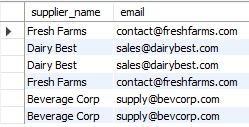 supplier_name email
Fresh Farms contact@freshfarms.com
Dairy Best sales@dairybest.com
Dairy Best sales@dairybest.com
Fresh Farms contact@freshfarms.com
Beverage Corp supply@bevcorp.com
Beverage Corp supply@bevcorp.com